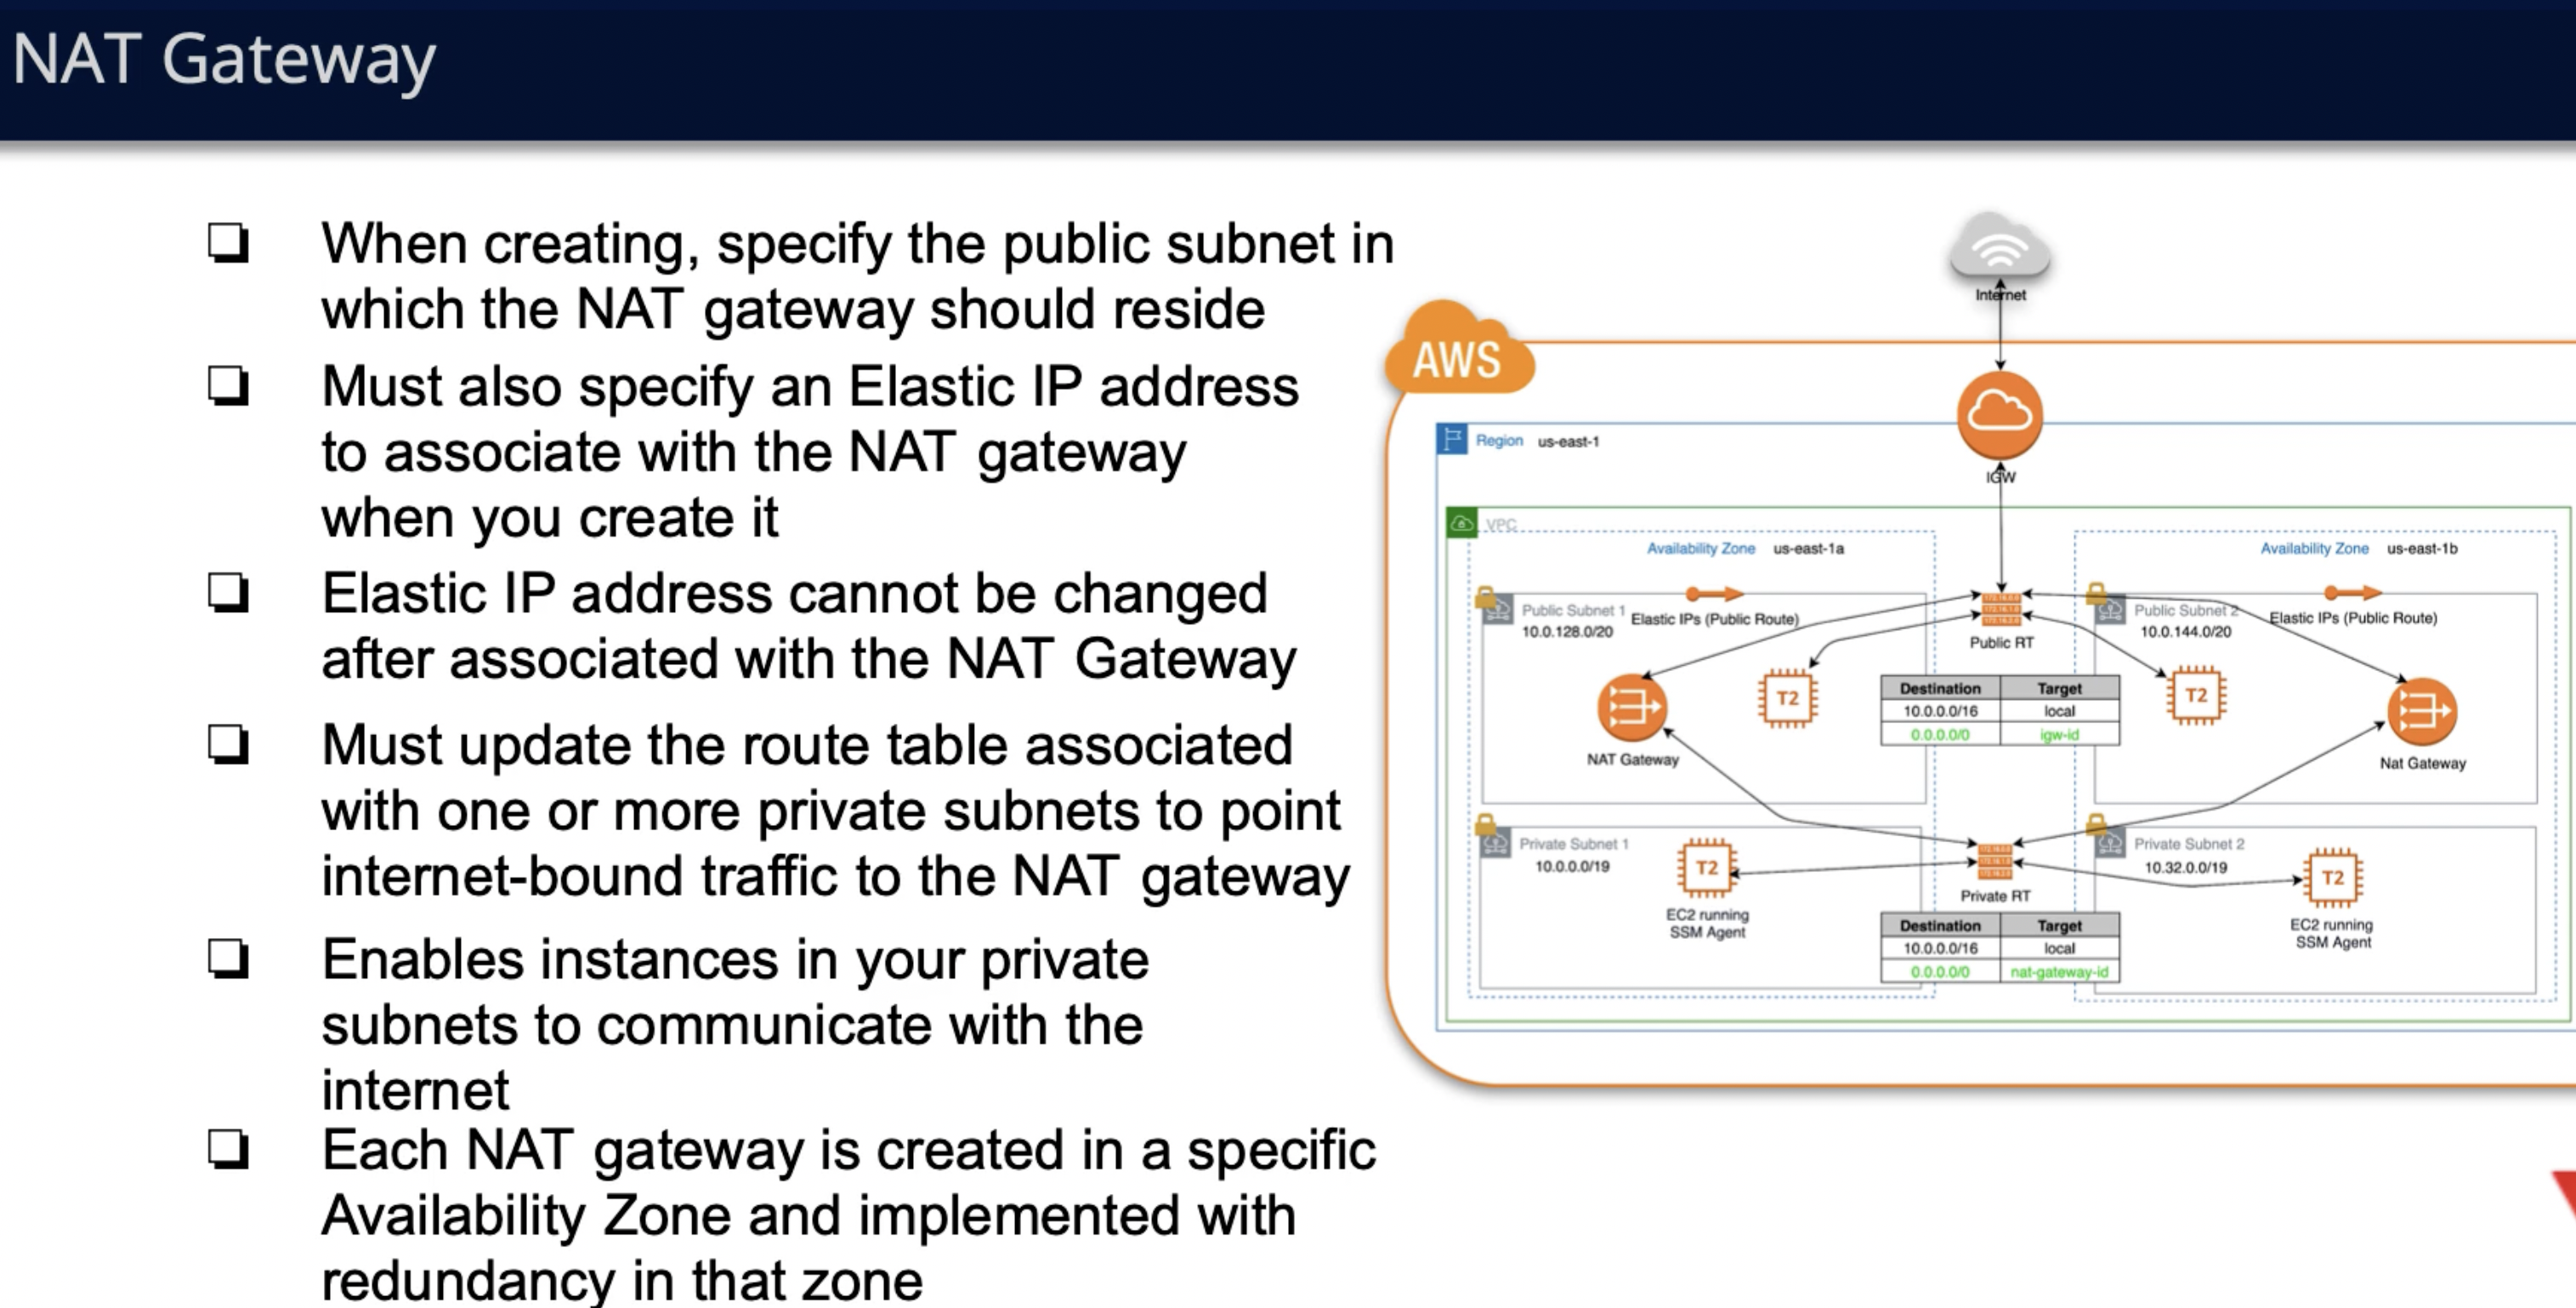 NAT Gateway
When creating, specify the public subnet in
which the NAT gateway should reside
Must also specify an Elastic IP address
to associate with the NAT gateway
when you create it
Elastic IP address cannot be changed
after associated with the NAT Gateway
Must update the route table associated
with one or more private subnets to point
internet-bound traffic to the NAT gateway
Enables instances in your private
subnets to communicate with the
internet
Each NAT gateway is created in a specific
Availability Zone and implemented with
redundancy in that zone
Internet
AWS
IGW
Region us-east-1
VPC
Availability Zone us-east-1a
Public Subnet 1
10.0.128.0/20
Elastic IPs (Public Route)
NAT Gateway
T2
Public RT
Destination Target
10.0.0.0/16 local
0.0.0.0/0 igw-id
Availability Zone us-east-1b
Public Subnet 2
10.0.144.0/20
Elastic IPs (Public Route)
T2
Nat Gateway
Private Subnet 1
10.0.0.0/19
T2
EC2 running
SSM Agent
Private RT
Destination Target
10.0.0.0/16 local
0.0.0.0/0 nat-gateway-id
Private Subnet 2
10.32.0.0/19
T2
EC2 running
SSM Agent